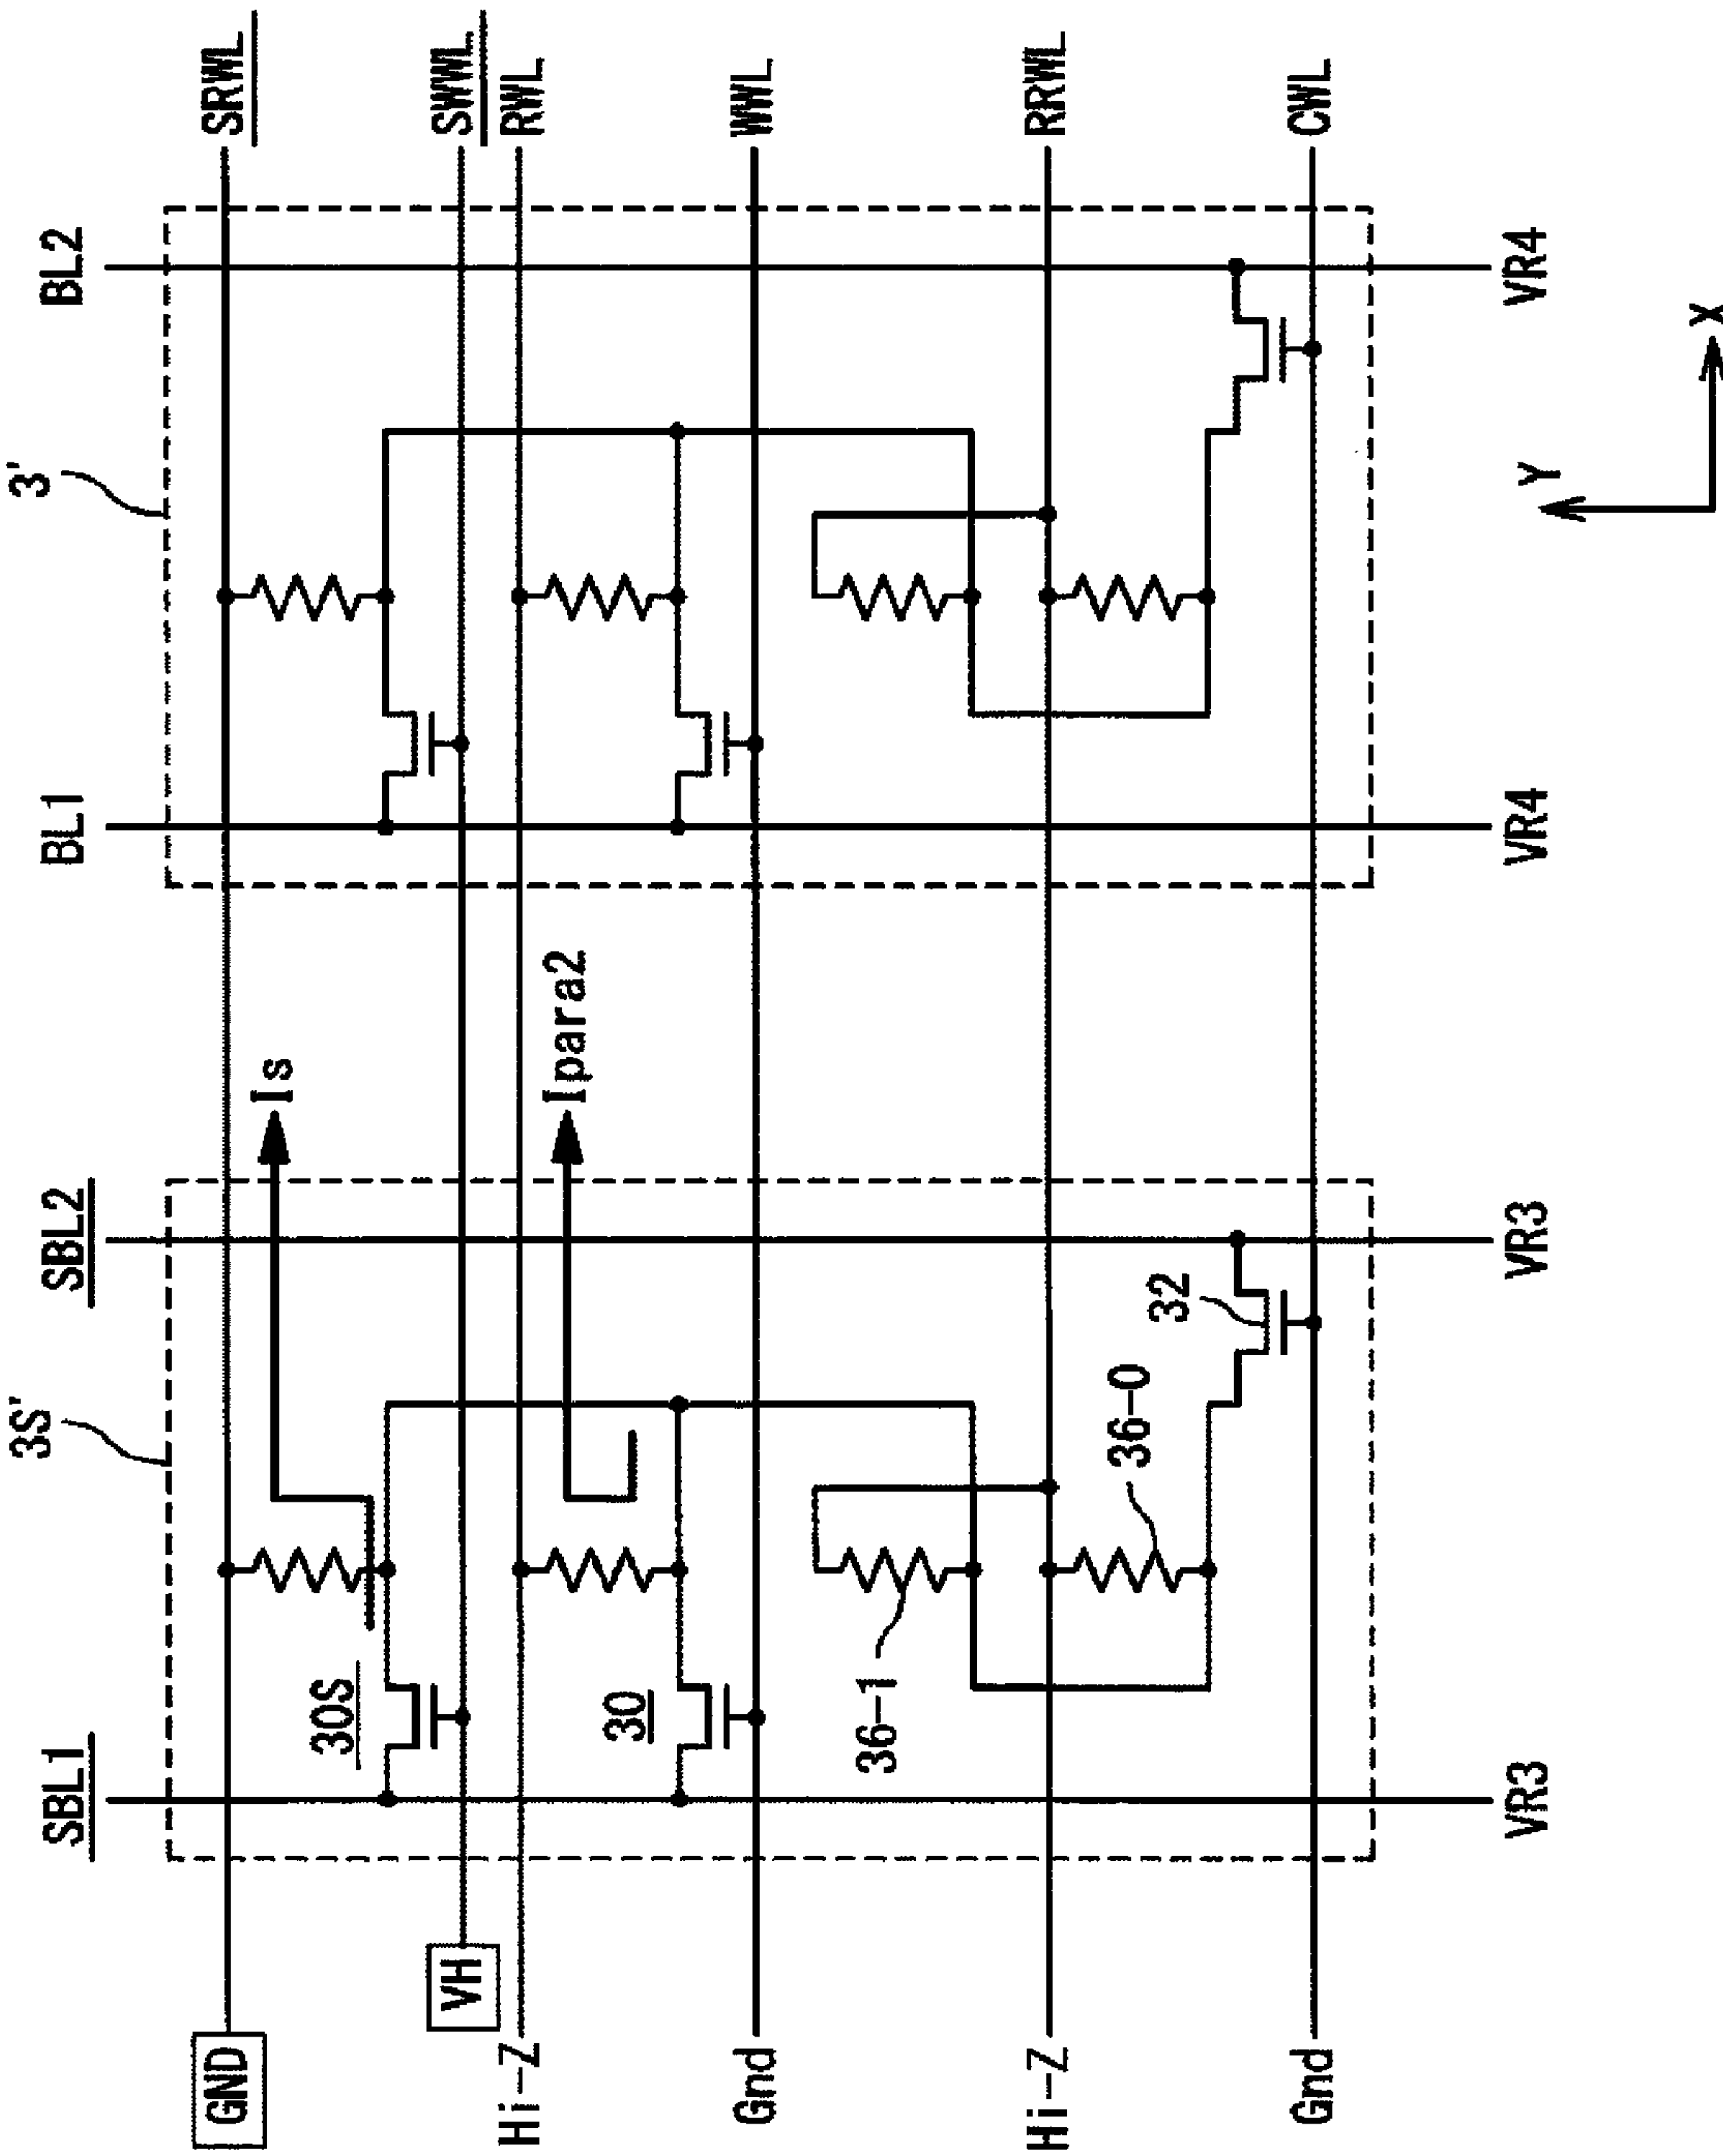 BL2
BL1
SBL2
SBL1
3'
3S'
SRWL
SWWL
RWL
WWL
RRWL
CWL
Is
Ipara2
30S
30
36-1
36-0
32
GND
VH
Hi-Z
Gnd
Hi-Z
Gnd
VR4
VR4
VR3
VR3
Y
X